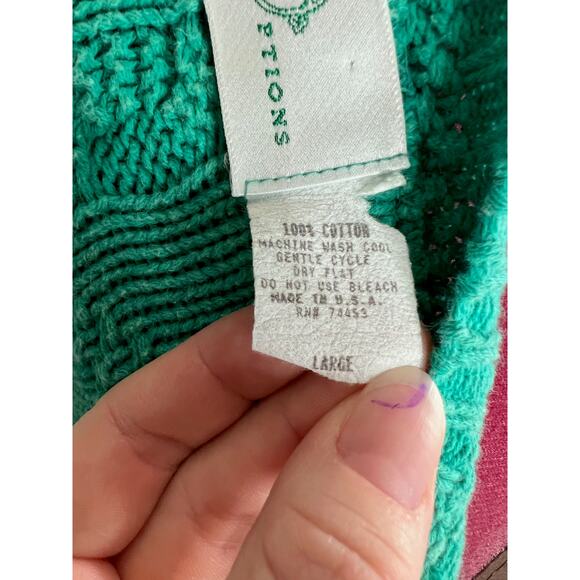 PTIONS
100% COTTON
MACHINE WASH COOL
GENTLE CYCLE
DRY FLAT
DO NOT USE BLEACH
MADE IN U.S.A.
RN# 74453
LARGE